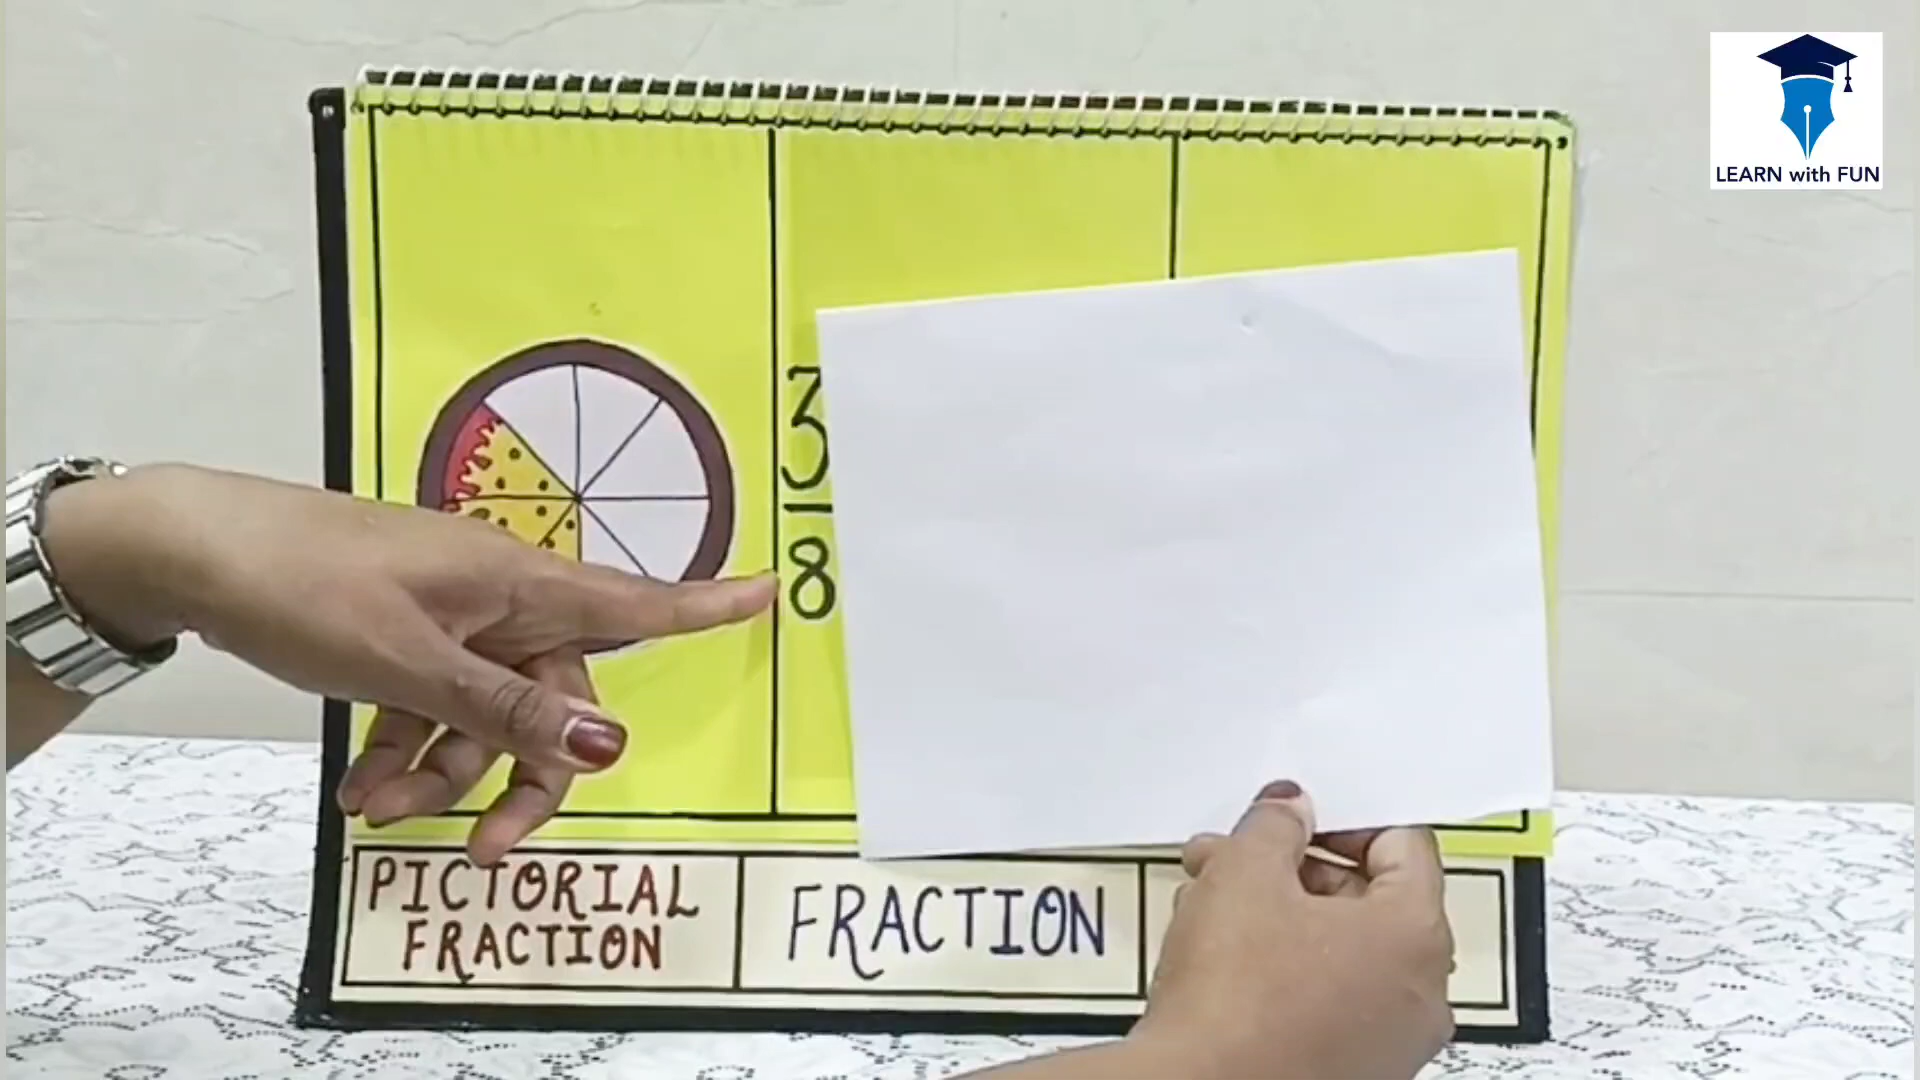 LEARN with FUN
3
8
PICTORIAL
FRACTION
FRACTION